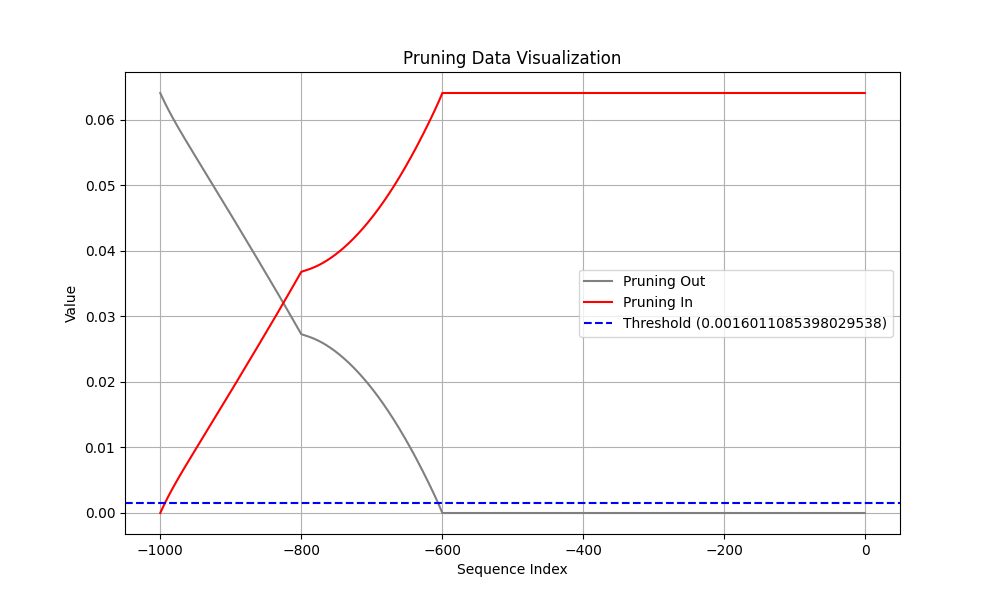 Pruning Data Visualization
Value
0.06
0.05
0.04
0.03
0.02
0.01
0.00
Pruning Out
Pruning In
Threshold (0.0016011085398029538)
−1000 −800 −600 −400 −200 0
Sequence Index